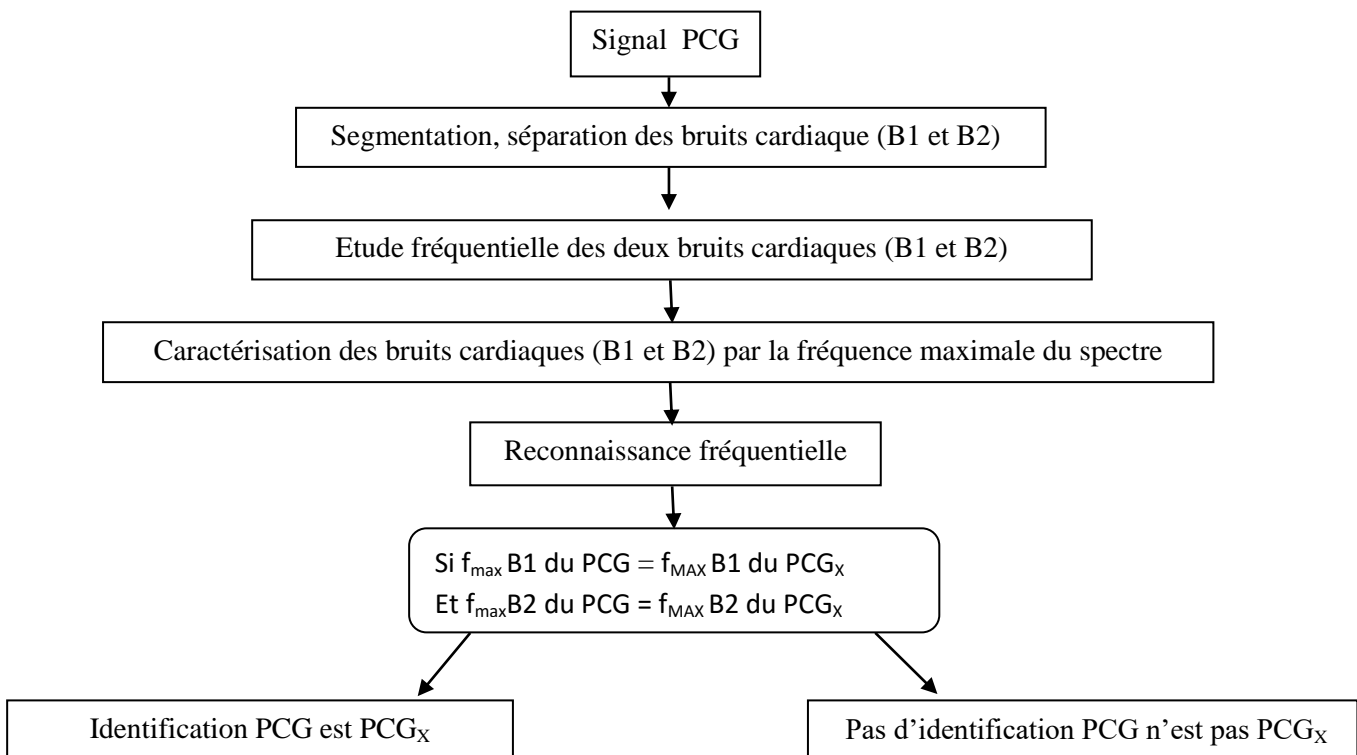 Signal PCG
Segmentation, séparation des bruits cardiaque (B1 et B2)
Etude fréquentielle des deux bruits cardiaques (B1 et B2)
Caractérisation des bruits cardiaques (B1 et B2) par la fréquence maximale du spectre
Reconnaissance fréquentielle
Si fmax B1 du PCG = fMAX B1 du PCGX
Et fmaxB2 du PCG = fMAX B2 du PCGX
Identification PCG est PCGX
Pas d’identification PCG n’est pas PCGX